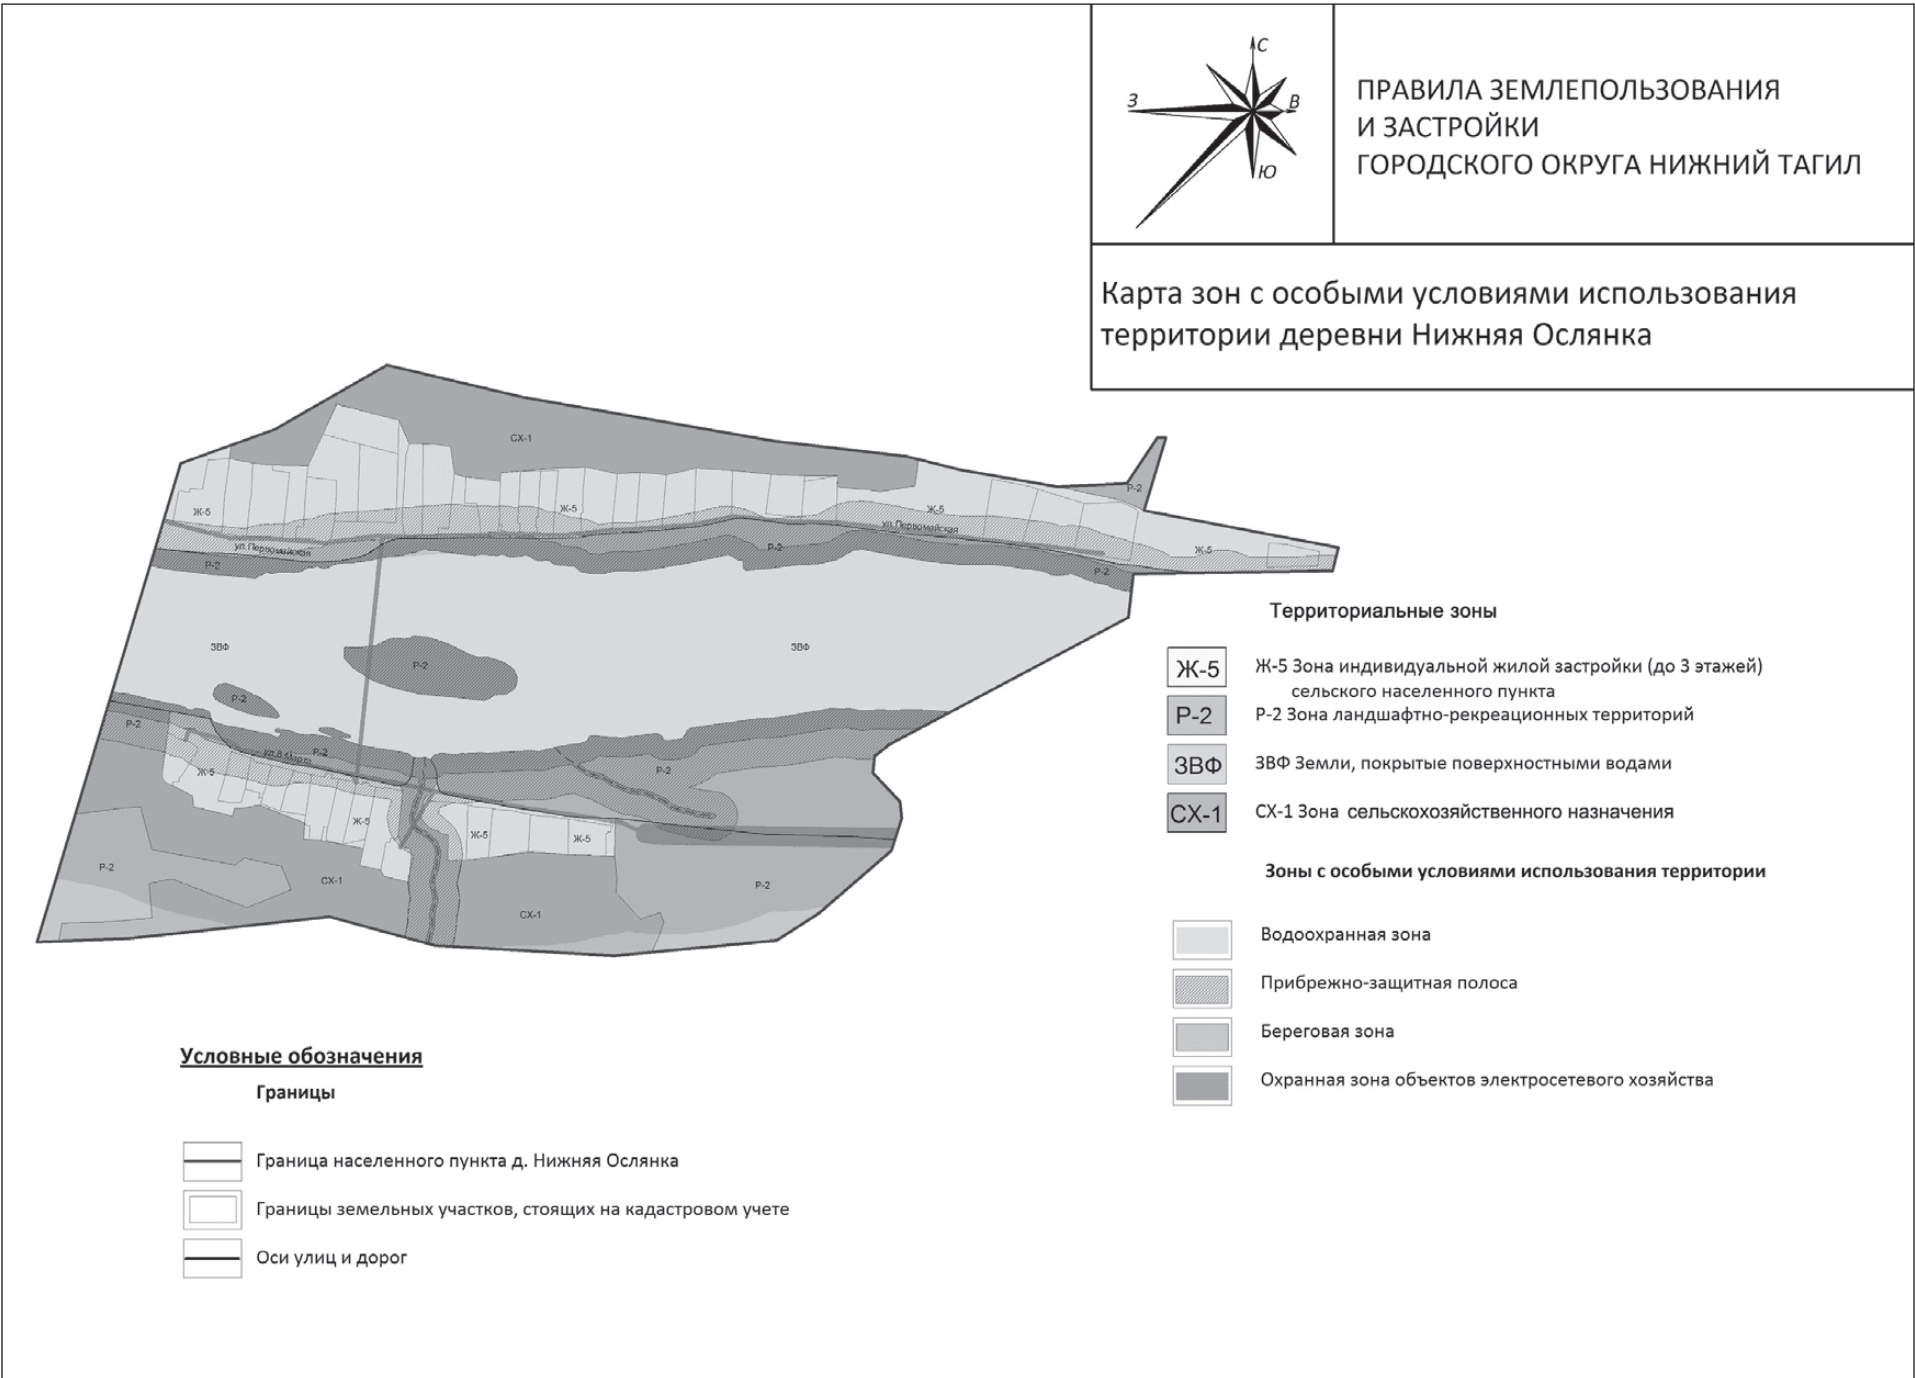 С
З
В
Ю
ПРАВИЛА ЗЕМЛЕПОЛЬЗОВАНИЯ
И ЗАСТРОЙКИ
ГОРОДСКОГО ОКРУГА НИЖНИЙ ТАГИЛ
Карта зон с особыми условиями использования
территории деревни Нижняя Ослянка
СХ-1
Р-2
Ж-5
Ж-5
Ж-5
ул.Первомайская
ул.Первомайская
Р-2
Ж-5
Р-2
Р-2
ЗВФ
ЗВФ
Р-2
Р-2
Р-2
Р-2
ул.8 Марта
Р-2
Ж-5
Ж-5
Ж-5
Ж-5
Р-2
СХ-1
Р-2
СХ-1
Территориальные зоны
Ж-5
Ж-5 Зона индивидуальной жилой застройки (до 3 этажей)
сельского населенного пункта
Р-2
Р-2 Зона ландшафтно-рекреационных территорий
ЗВФ
ЗВФ Земли, покрытые поверхностными водами
СХ-1
СХ-1 Зона сельскохозяйственного назначения
Зоны с особыми условиями использования территории
Водоохранная зона
Прибрежно-защитная полоса
Береговая зона
Охранная зона объектов электросетевого хозяйства
Условные обозначения
Границы
Граница населенного пункта д. Нижняя Ослянка
Границы земельных участков, стоящих на кадастровом учете
Оси улиц и дорог